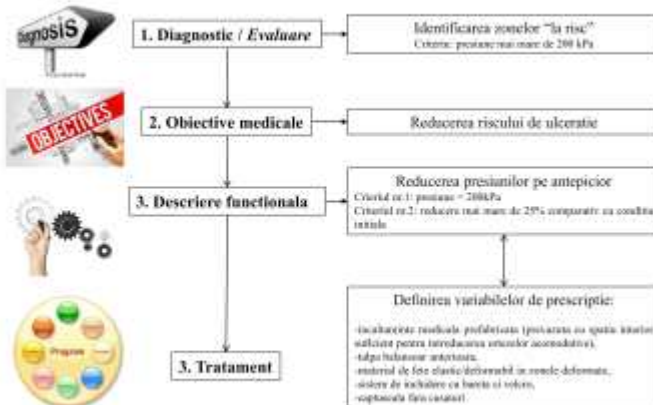 Diagnosis
1. Diagnostic / Evaluare
Identificarea zonelor “la risc”
Criteriu: presiune mai mare de 200 kPa
OBJECTIVES
2. Obiective medicale
Reducerea riscului de ulceratie
3. Descriere functionala
Reducerea presiunilor pe antepicior
Criteriul nr.1: presiune = 200kPa
Criteriul nr.2: reducere mai mare de 25% comparativ cu conditia
initiala
Program
3. Tratament
Definirea variabilelor de prescriptie:
-incaltaminte medicala prefabricata (prevazuta cu spatiu interior
suficient pentru introducerea ortezelor acomodative),
-talpa balansoar anterioara,
-material de fete elastic/deformabil in zonele deformate,
-sistem de inchidere cu bareta si velcro,
-captuseala fara cusaturi